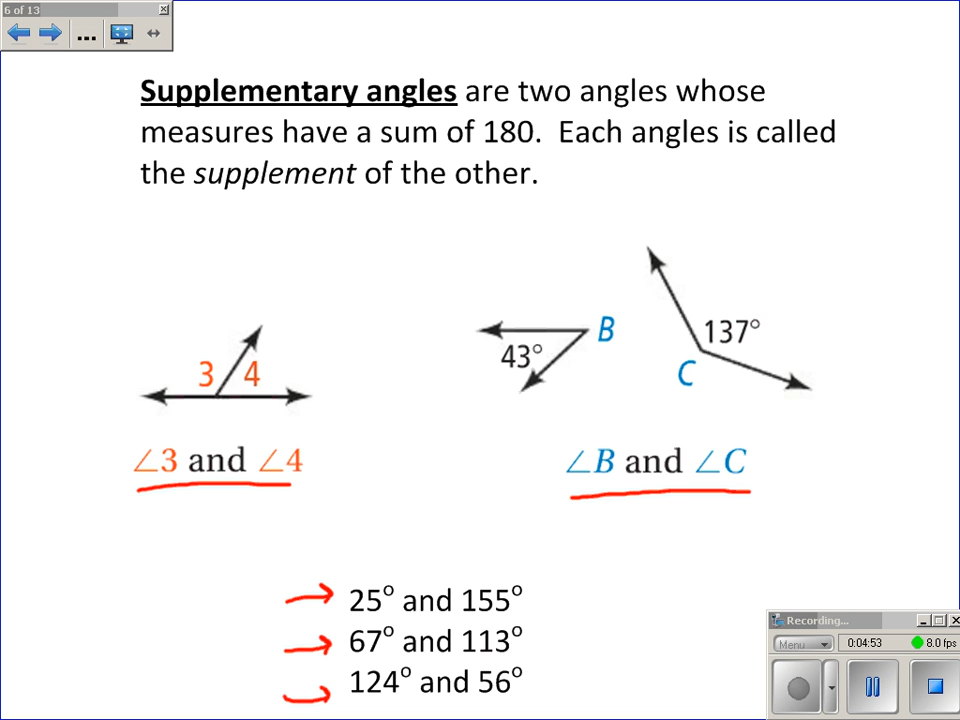 6 of 13
...
Supplementary angles are two angles whose
measures have a sum of 180.  Each angles is called
the supplement of the other.
3 4
∠3 and ∠4
B
43°
137°
C
∠B and ∠C
25° and 155°
67° and 113°
124° and 56°
Recording...
Menu 0:04:53 8.0 fps